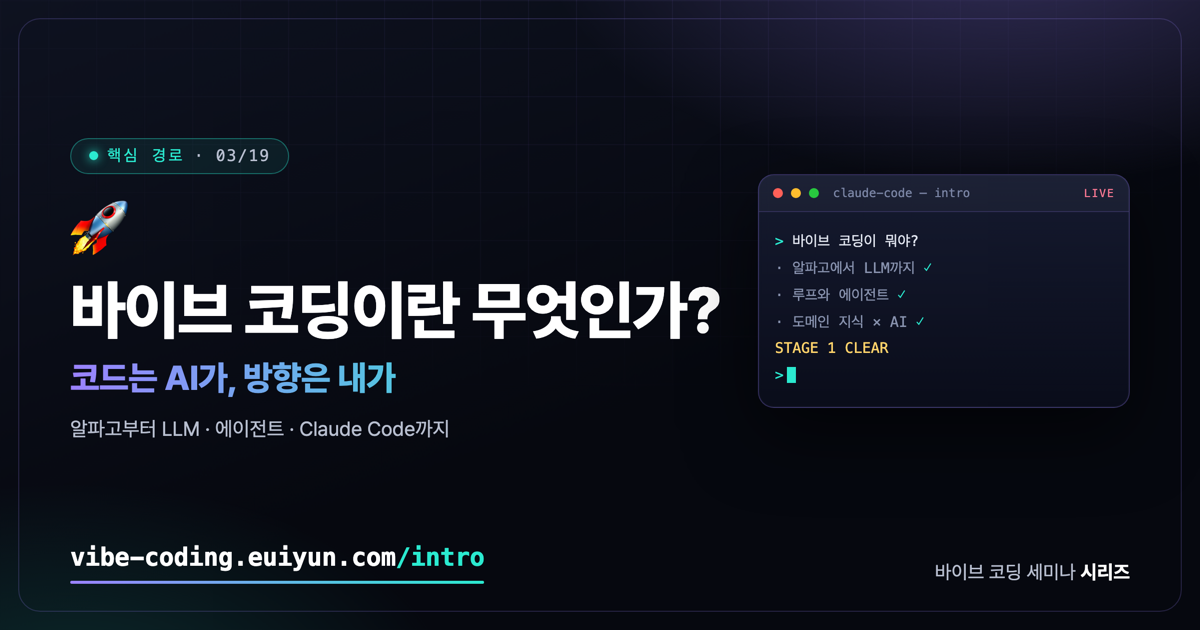 핵심 경로 · 03/19
바이브 코딩이란 무엇인가?
코드는 AI가, 방향은 내가
알파고부터 LLM · 에이전트 · Claude Code까지
claude-code — intro
LIVE
> 바이브 코딩이 뭐야?
· 알파고에서 LLM까지 ✓
· 루프와 에이전트 ✓
· 도메인 지식 × AI ✓
STAGE 1 CLEAR
>
vibe-coding.euiyun.com/intro
바이브 코딩 세미나 시리즈